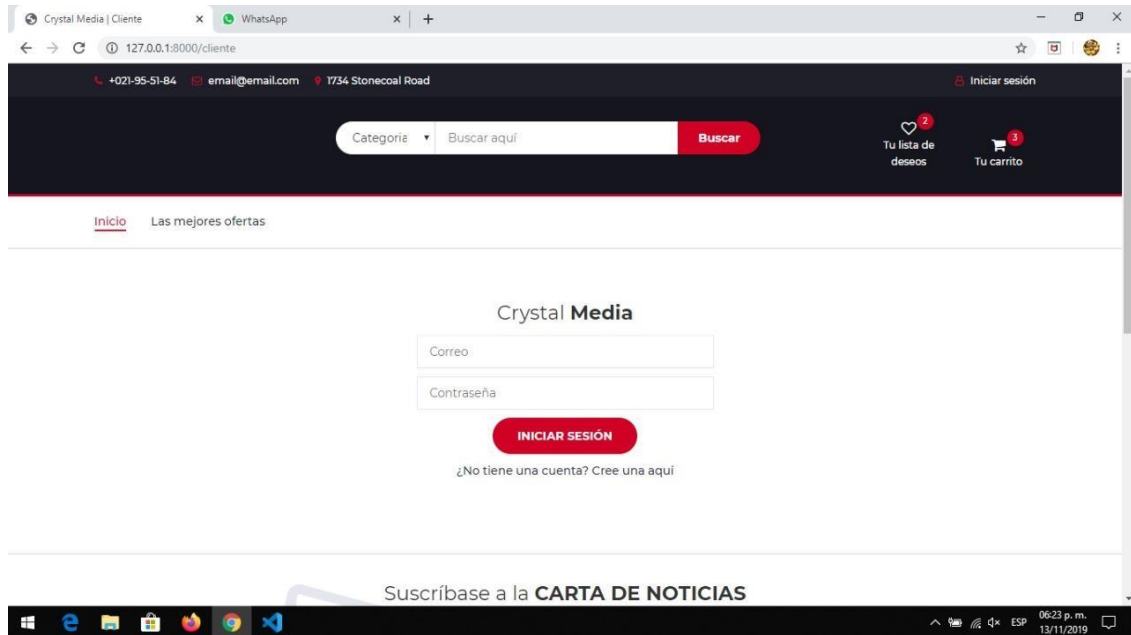 Crystal Media | Cliente
WhatsApp
127.0.0.1:8000/cliente
+021-95-51-84 email@email.com 1734 Stonecoal Road Iniciar sesión
Categoria Buscar aquí Buscar
2
Tu lista de
deseos
3
Tu carrito
Inicio Las mejores ofertas
Crystal Media
Correo
Contraseña
INICIAR SESIÓN
¿No tiene una cuenta? Cree una aquí
Suscríbase a la CARTA DE NOTICIAS
ESP
06:23 p. m.
13/11/2019